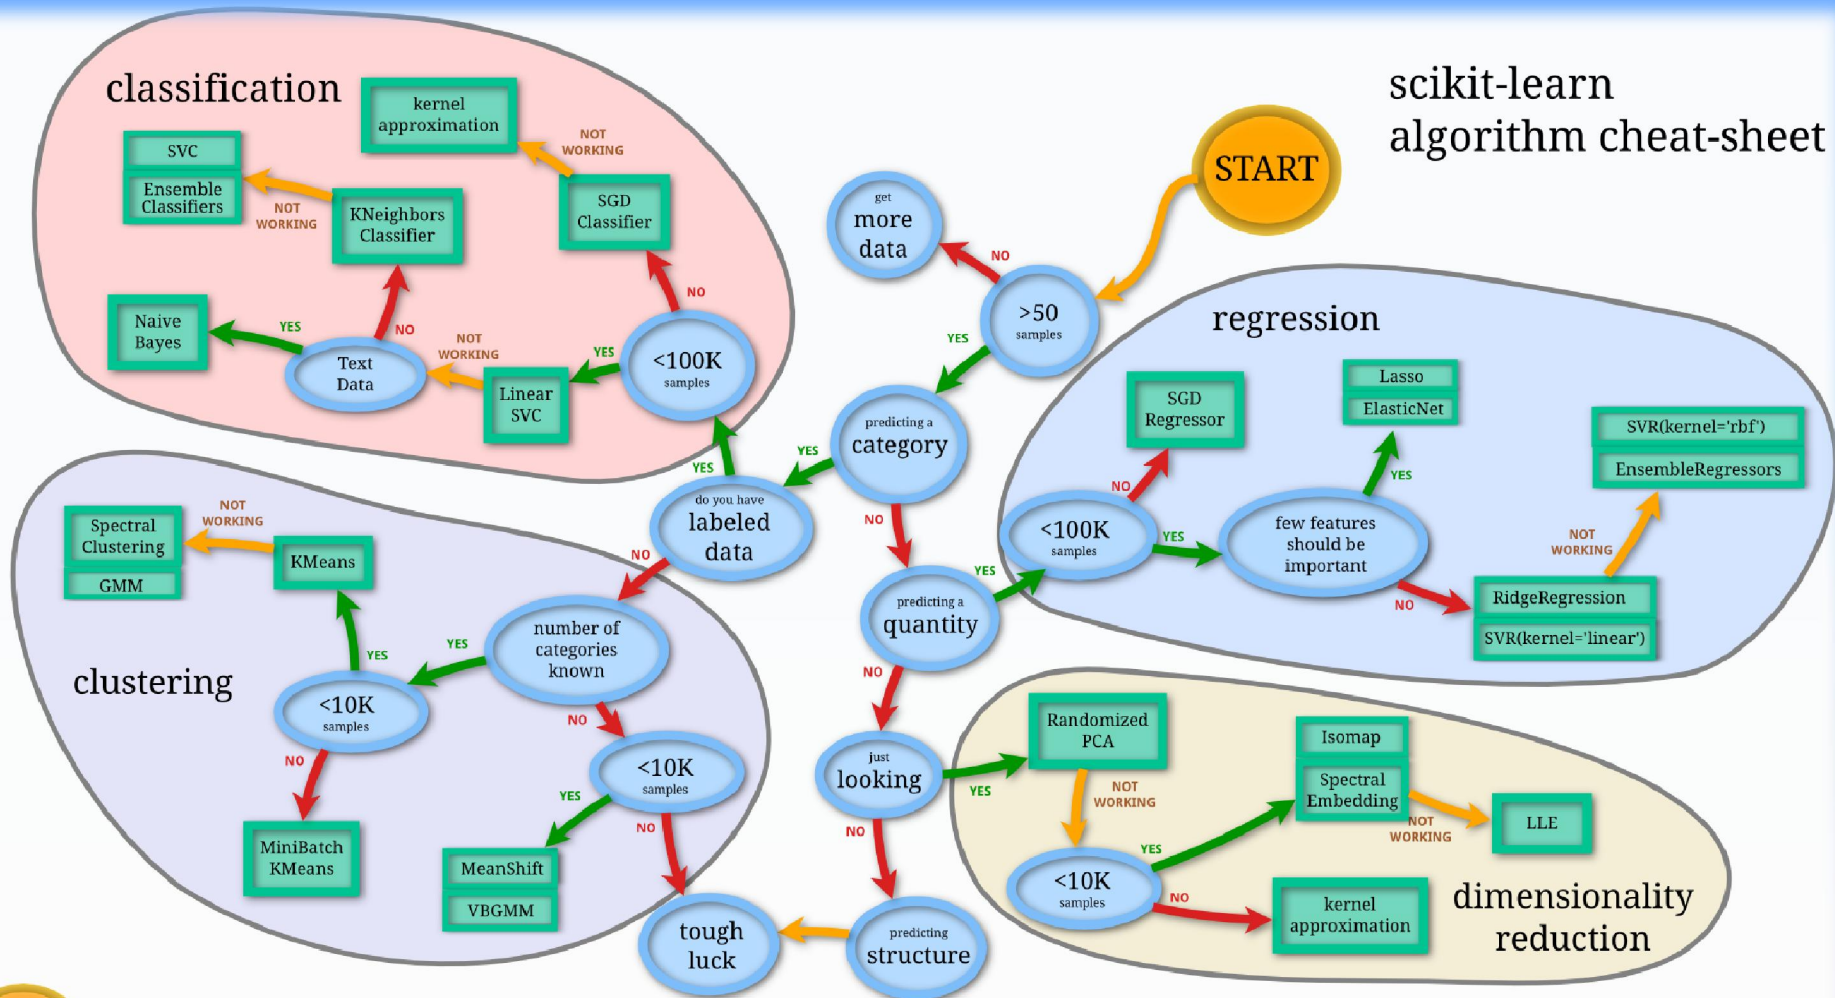 scikit-learn
algorithm cheat-sheet
START
get
more
data
NO
>50
samples
YES
predicting a
category
YES
NO
do you have
labeled
data
YES
NO
predicting a
quantity
YES
NO
just
looking
YES
NO
predicting
structure
tough
luck
classification
kernel
approximation
NOT
WORKING
SGD
Classifier
NO
<100K
samples
YES
Linear
SVC
NOT
WORKING
Text
Data
YES
Naive
Bayes
NO
KNeighbors
Classifier
NOT
WORKING
SVC
Ensemble
Classifiers
regression
<100K
samples
NO
SGD
Regressor
YES
few features
should be
important
YES
Lasso
ElasticNet
NO
RidgeRegression
SVR(kernel='linear')
NOT
WORKING
SVR(kernel='rbf')
EnsembleRegressors
clustering
number of
categories
known
YES
<10K
samples
YES
KMeans
NOT
WORKING
Spectral
Clustering
GMM
NO
MiniBatch
KMeans
NO
<10K
samples
YES
MeanShift
VBGMM
NO
dimensionality
reduction
Randomized
PCA
NOT
WORKING
<10K
samples
YES
Isomap
Spectral
Embedding
NOT
WORKING
LLE
NO
kernel
approximation